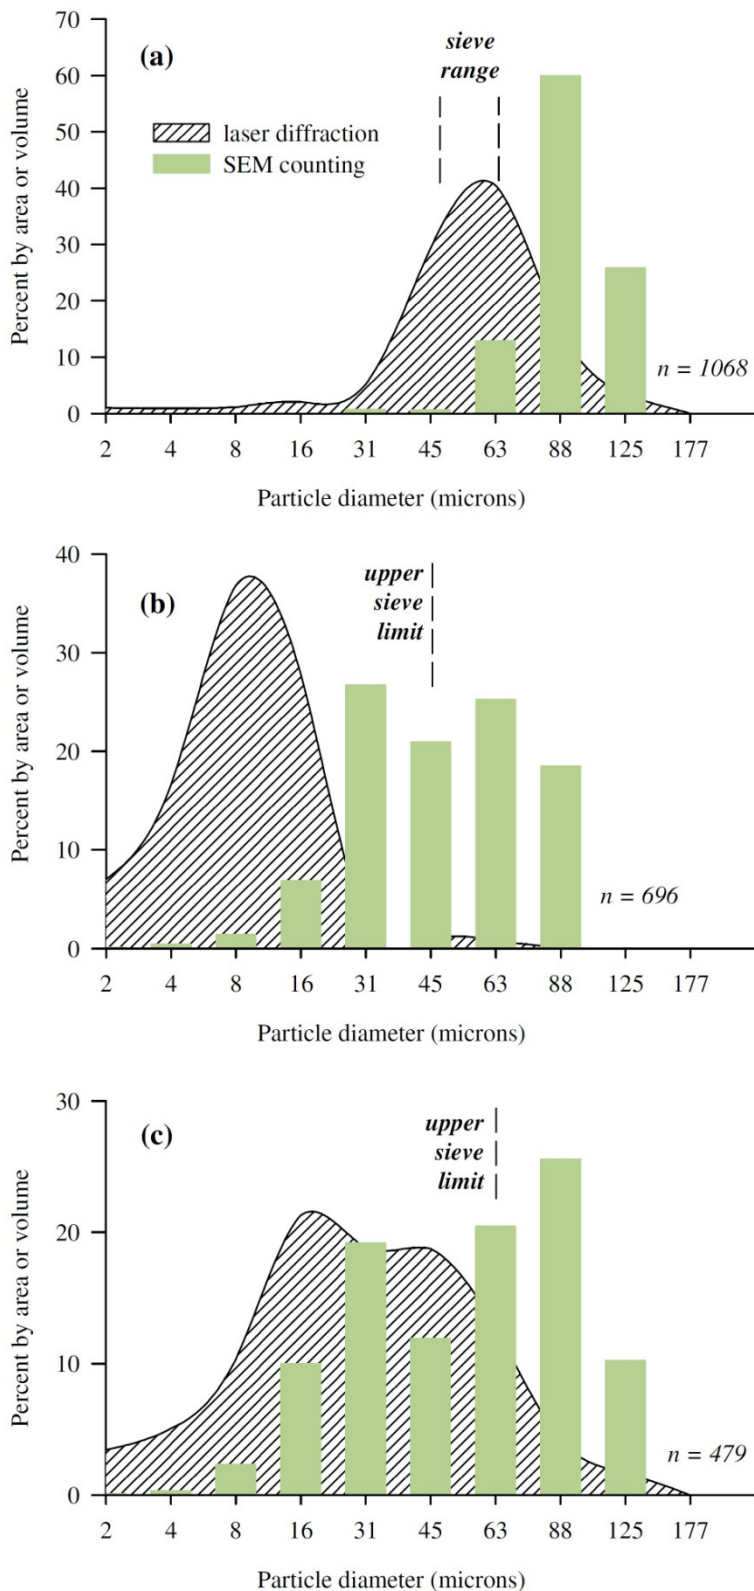 70
(a)
sieve
range
60
50
laser diffraction
SEM counting
40
30
20
10
n = 1068
0
2 4 8 16 31 45 63 88 125 177
Percent by area or volume
Particle diameter (microns)
40
(b)
upper
sieve
limit
30
20
10
n = 696
0
2 4 8 16 31 45 63 88 125 177
Percent by area or volume
Particle diameter (microns)
30
(c)
upper
sieve
limit
20
10
n = 479
0
2 4 8 16 31 45 63 88 125 177
Percent by area or volume
Particle diameter (microns)